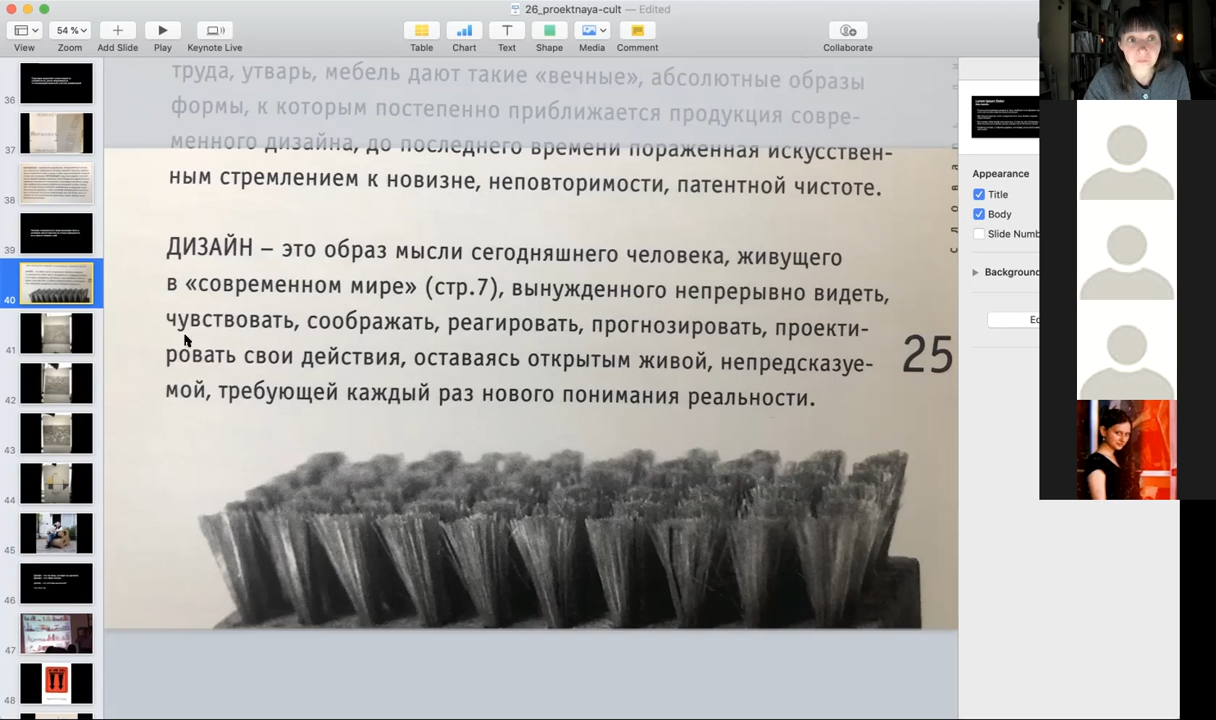 26_proektnaya-cult — Edited
54 %
View
Zoom
Add Slide
Play
Keynote Live
Table
Chart
Text
Shape
Media
Comment
Collaborate
труда, утварь, мебель дают такие «вечные», абсолютные образы
формы, к которым постепенно приближается продукция совре-
менного дизайна, до последнего времени пораженная искусствен-
ным стремлением к новизне, неповторимости, патентной чистоте.
ДИЗАЙН – это образ мысли сегодняшнего человека, живущего
в «современном мире» (стр.7), вынужденного непрерывно видеть,
чувствовать, соображать, реагировать, прогнозировать, проекти-
ровать свои действия, оставаясь открытым живой, непредсказуе-
мой, требующей каждый раз нового понимания реальности.
25
слова
36
37
38
39
40
41
42
43
44
45
46
47
48
Appearance
Title
Body
Slide Numb
Background